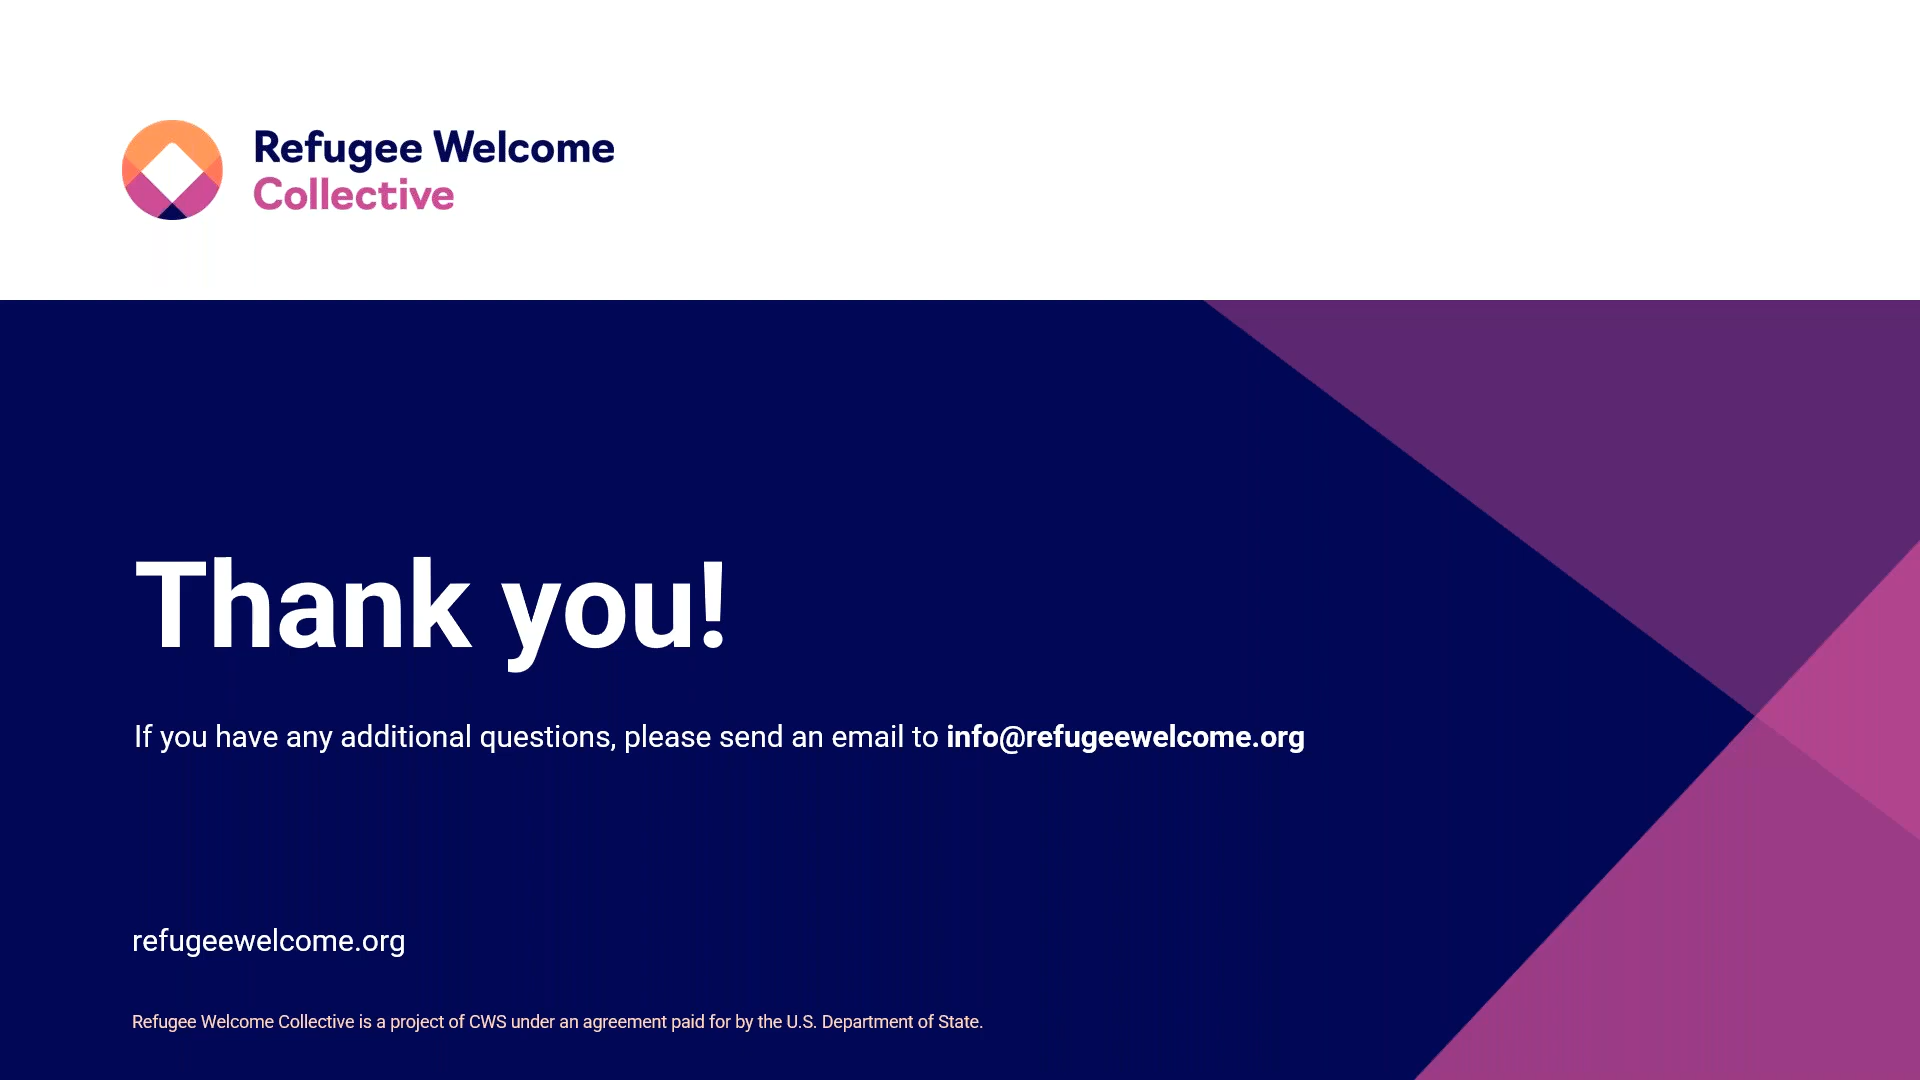 Refugee Welcome
Collective
Thank you!
If you have any additional questions, please send an email to info@refugeewelcome.org
refugeewelcome.org
Refugee Welcome Collective is a project of CWS under an agreement paid for by the U.S. Department of State.